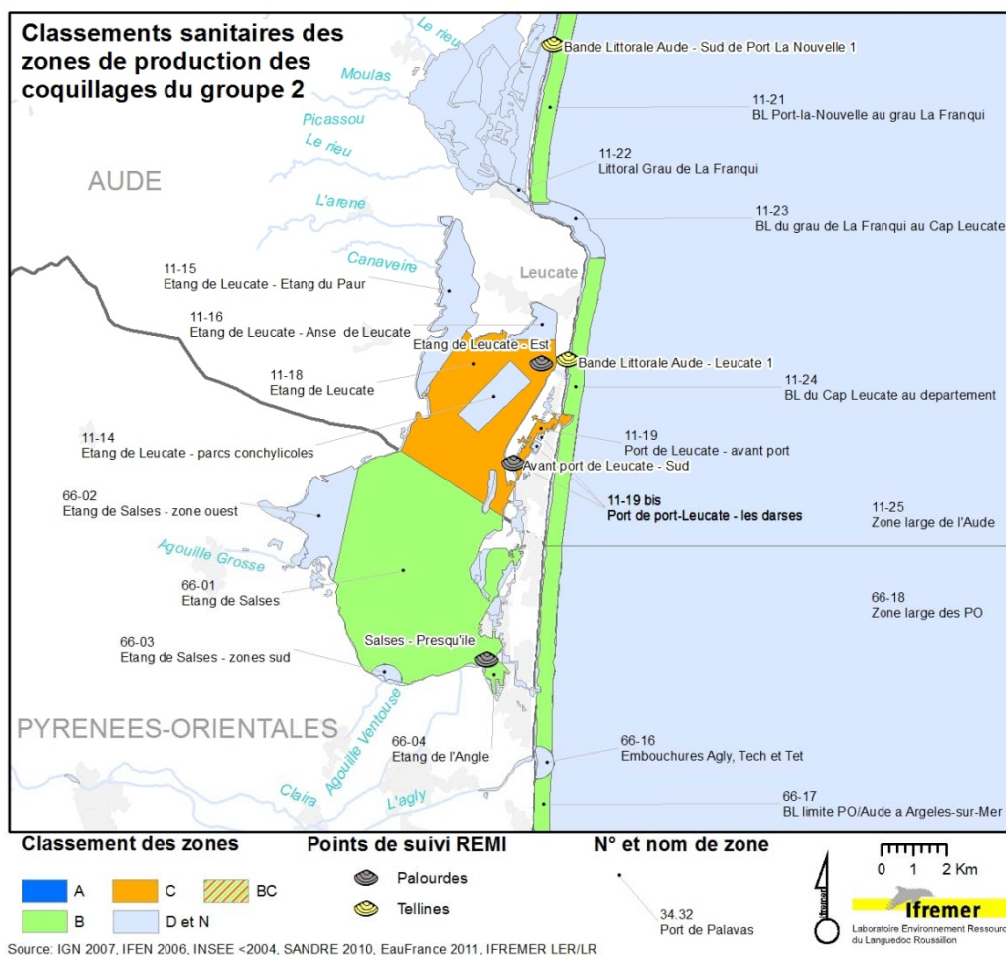 Classements sanitaires des
zones de production des
coquillages du groupe 2
Le rieu
Bande Littorale Aude - Sud de Port La Nouvelle 1
Moulas
11-21
BL Port-la-Nouvelle au grau La Franqui
Picassou
Le rieu
11-22
Littoral Grau de La Franqui
AUDE
L'arene
11-23
BL du grau de La Franqui au Cap Leucate
Canaveire
11-15
Etang de Leucate - Etang du Paur
Leucate
11-16
Etang de Leucate - Anse de Leucate
Etang de Leucate - Est
Bande Littorale Aude - Leucate 1
11-18
Etang de Leucate
11-24
BL du Cap Leucate au departement
11-14
Etang de Leucate - parcs conchylicoles
11-19
Port de Leucate - avant port
Avant port de Leucate - Sud
66-02
Etang de Salses - zone ouest
11-19 bis
Port de port-Leucate - les darses
11-25
Zone large de l'Aude
Agouille Grosse
66-01
Etang de Salses
66-18
Zone large des PO
66-03
Etang de Salses - zones sud
Salses - Presqu'ile
PYRENEES-ORIENTALES
Agouille Ventouse
66-04
Etang de l'Angle
66-16
Embouchures Agly, Tech et Tet
Claira
L'agly
66-17
BL limite PO/Aude a Argeles-sur-Mer
Classement des zones
A
C
BC
B
D et N
Points de suivi REMI
Palourdes
Tellines
N° et nom de zone
34.32
Port de Palavas
0 1 2 Km
Ifremer
Ifremer
Laboratoire Environnement Ressource
du Languedoc Roussillon
Source: IGN 2007, IFEN 2006, INSEE <2004, SANDRE 2010, EauFrance 2011, IFREMER LER/LR